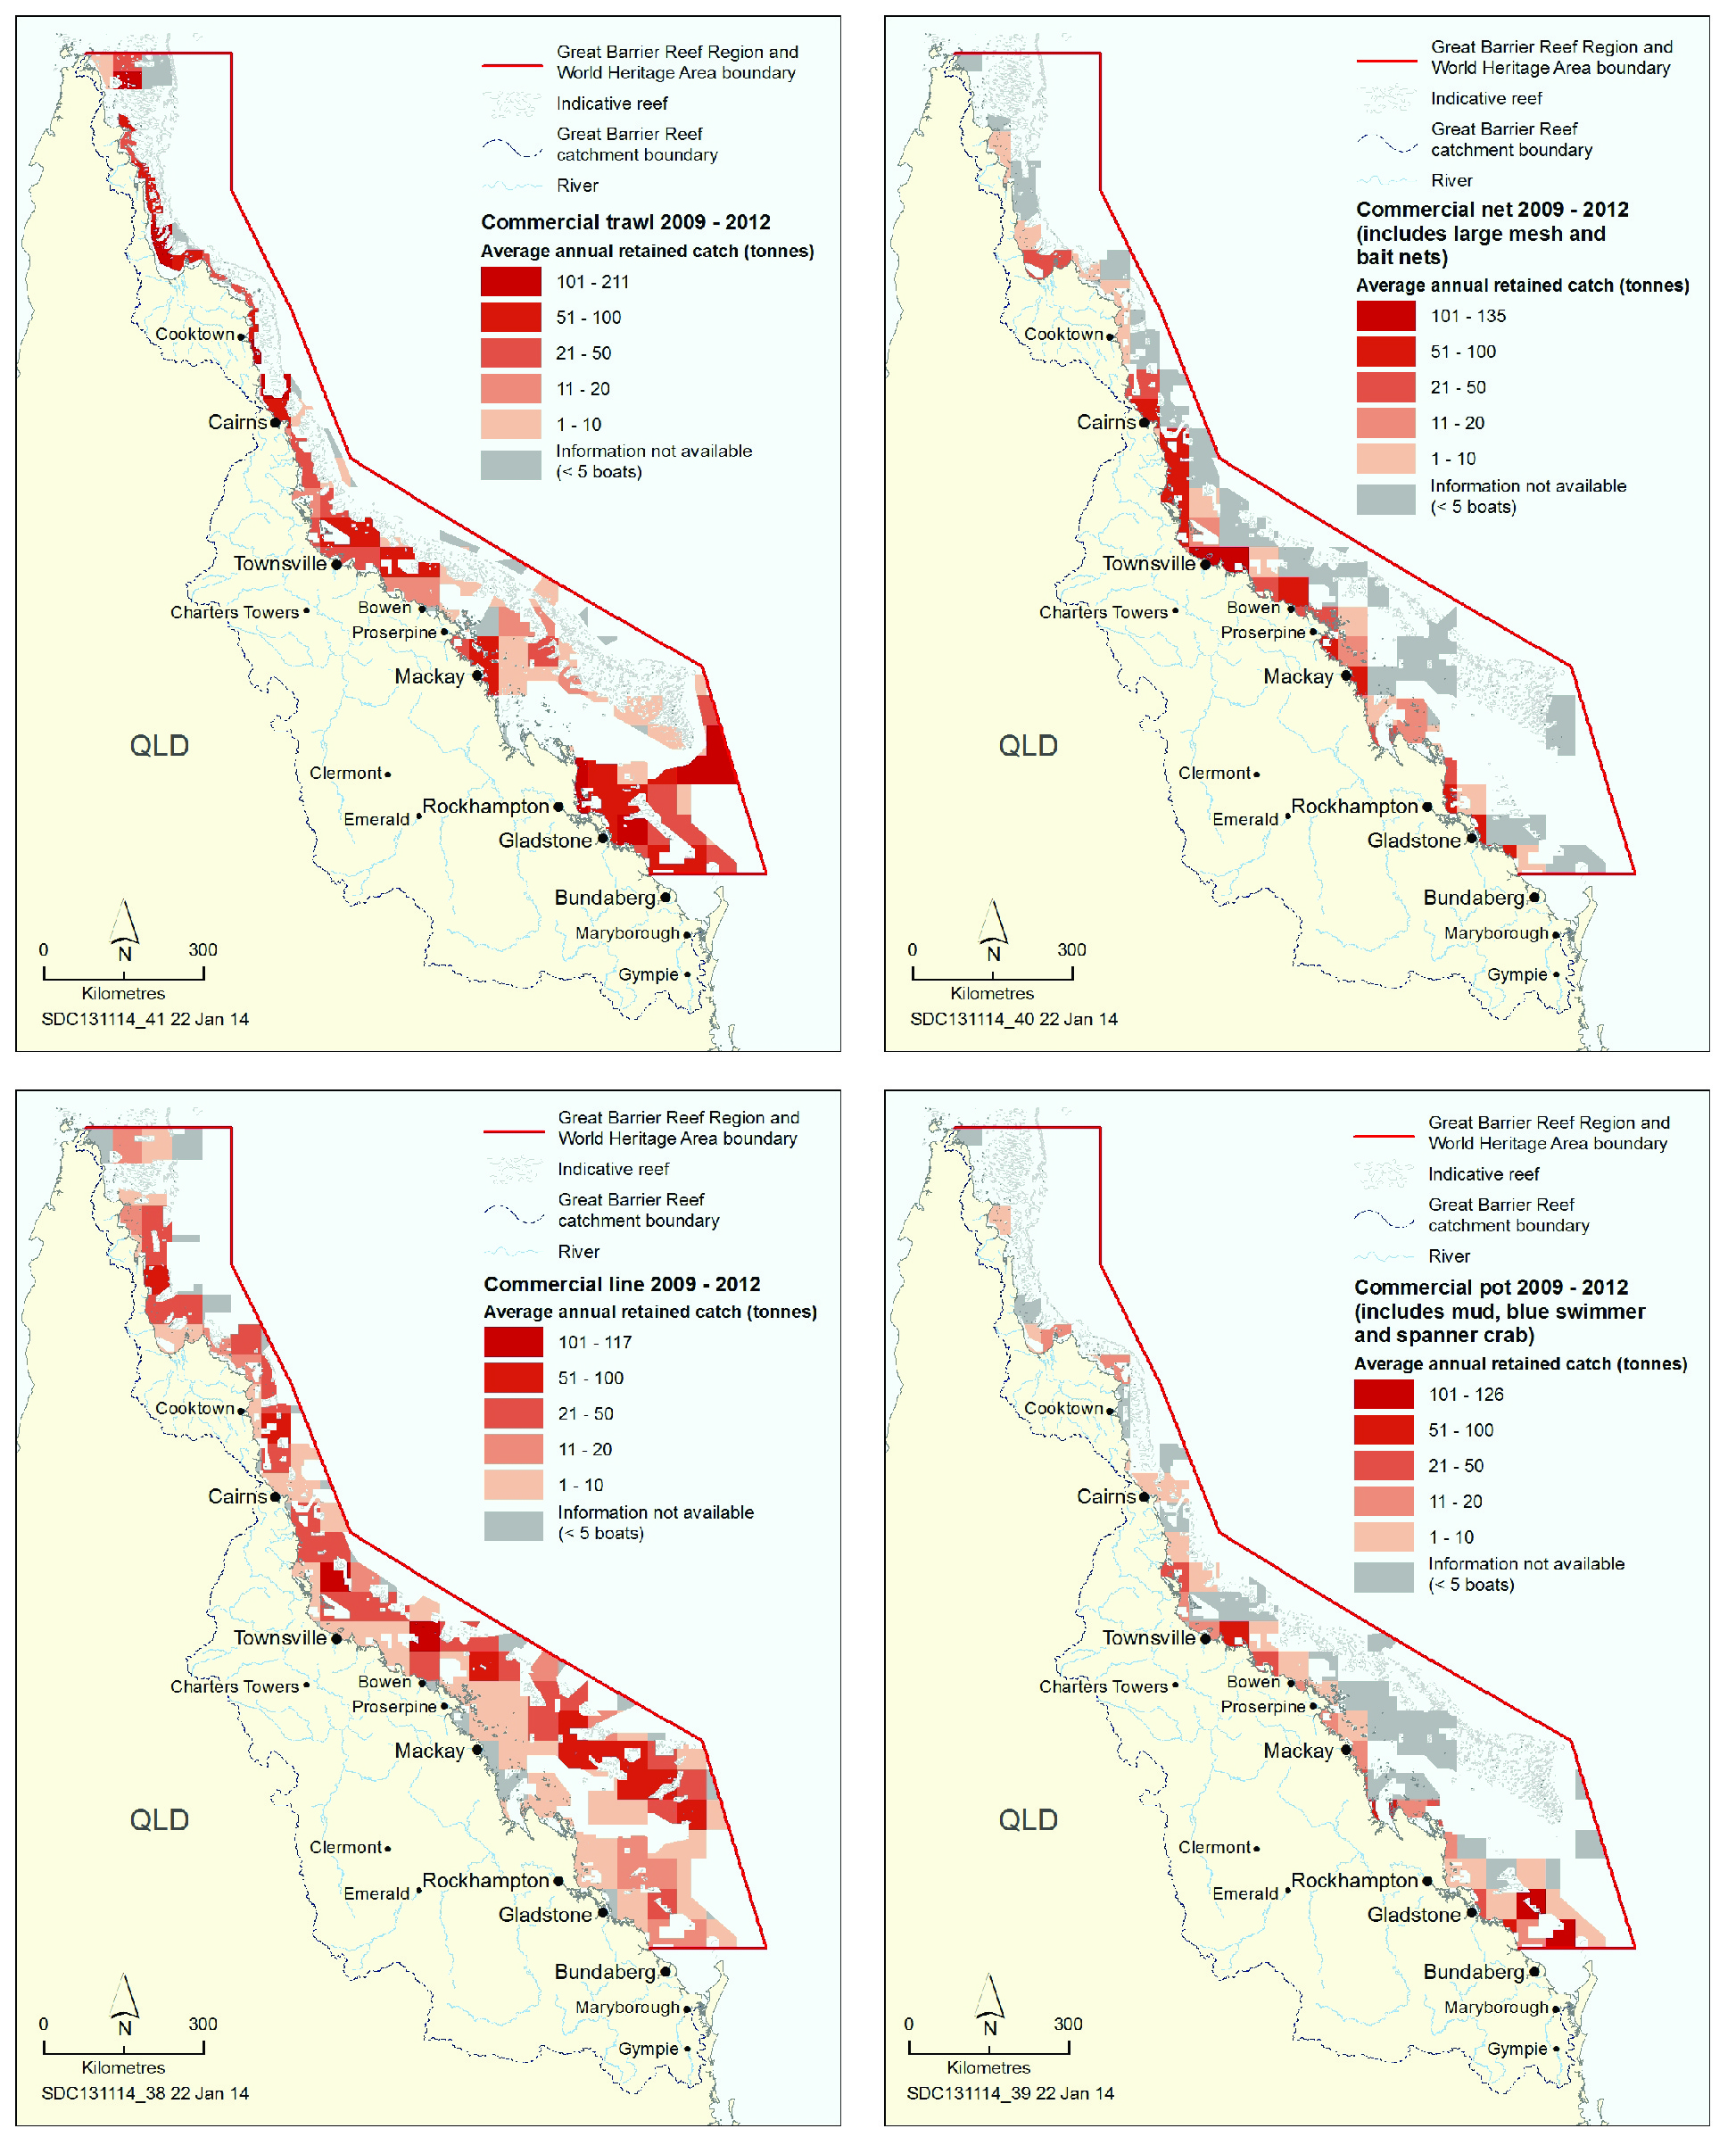 Great Barrier Reef Region and
World Heritage Area boundary
Indicative reef
Great Barrier Reef
catchment boundary
River
Commercial trawl 2009 - 2012
Average annual retained catch (tonnes)
101 - 211
51 - 100
21 - 50
11 - 20
1 - 10
Information not available
(< 5 boats)
Cooktown
Cairns
Townsville
Charters Towers
Bowen
Proserpine
Mackay
QLD
Clermont
Rockhampton
Emerald
Gladstone
Bundaberg
Maryborough
Gympie
0 300
N
Kilometres
SDC131114_41 22 Jan 14
Great Barrier Reef Region and
World Heritage Area boundary
Indicative reef
Great Barrier Reef
catchment boundary
River
Commercial net 2009 - 2012
(includes large mesh and
bait nets)
Average annual retained catch (tonnes)
101 - 135
51 - 100
21 - 50
11 - 20
1 - 10
Information not available
(< 5 boats)
Cooktown
Cairns
Townsville
Charters Towers
Bowen
Proserpine
Mackay
QLD
Clermont
Rockhampton
Emerald
Gladstone
Bundaberg
Maryborough
Gympie
0 300
N
Kilometres
SDC131114_40 22 Jan 14
Great Barrier Reef Region and
World Heritage Area boundary
Indicative reef
Great Barrier Reef
catchment boundary
River
Commercial line 2009 - 2012
Average annual retained catch (tonnes)
101 - 117
51 - 100
21 - 50
11 - 20
1 - 10
Information not available
(< 5 boats)
Cooktown
Cairns
Townsville
Charters Towers
Bowen
Proserpine
Mackay
QLD
Clermont
Rockhampton
Emerald
Gladstone
Bundaberg
Maryborough
Gympie
0 300
N
Kilometres
SDC131114_38 22 Jan 14
Great Barrier Reef Region and
World Heritage Area boundary
Indicative reef
Great Barrier Reef
catchment boundary
River
Commercial pot 2009 - 2012
(includes mud, blue swimmer
and spanner crab)
Average annual retained catch (tonnes)
101 - 126
51 - 100
21 - 50
11 - 20
1 - 10
Information not available
(< 5 boats)
Cooktown
Cairns
Townsville
Charters Towers
Bowen
Proserpine
Mackay
QLD
Clermont
Rockhampton
Emerald
Gladstone
Bundaberg
Maryborough
Gympie
0 300
N
Kilometres
SDC131114_39 22 Jan 14